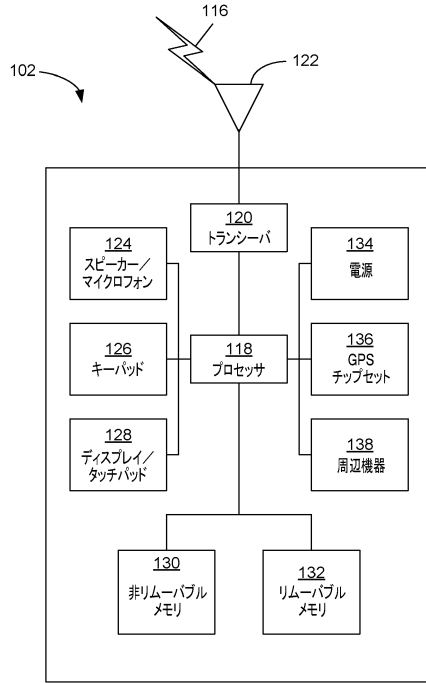 116
122
102
120
トランシーバ
124
スピーカー／
マイクロフォン
134
電源
126
キーパッド
118
プロセッサ
136
GPS
チップセット
128
ディスプレイ／
タッチパッド
138
周辺機器
130
非リムーバブル
メモリ
132
リムーバブル
メモリ